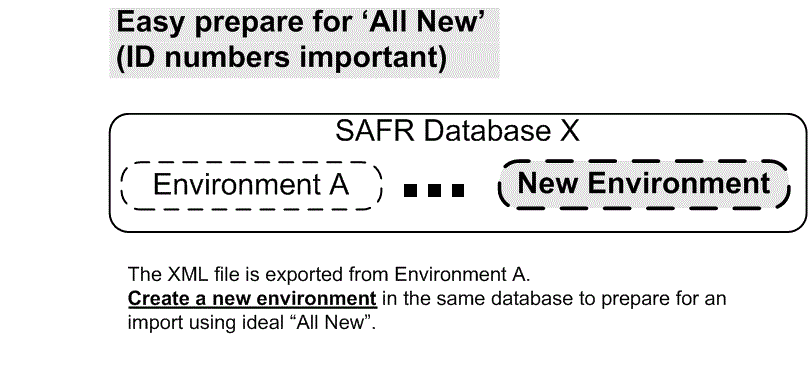 Easy prepare for ‘All New’
(ID numbers important)
SAFR Database X
Environment A
New Environment
The XML file is exported from Environment A.
Create a new environment in the same database to prepare for an
import using ideal “All New”.